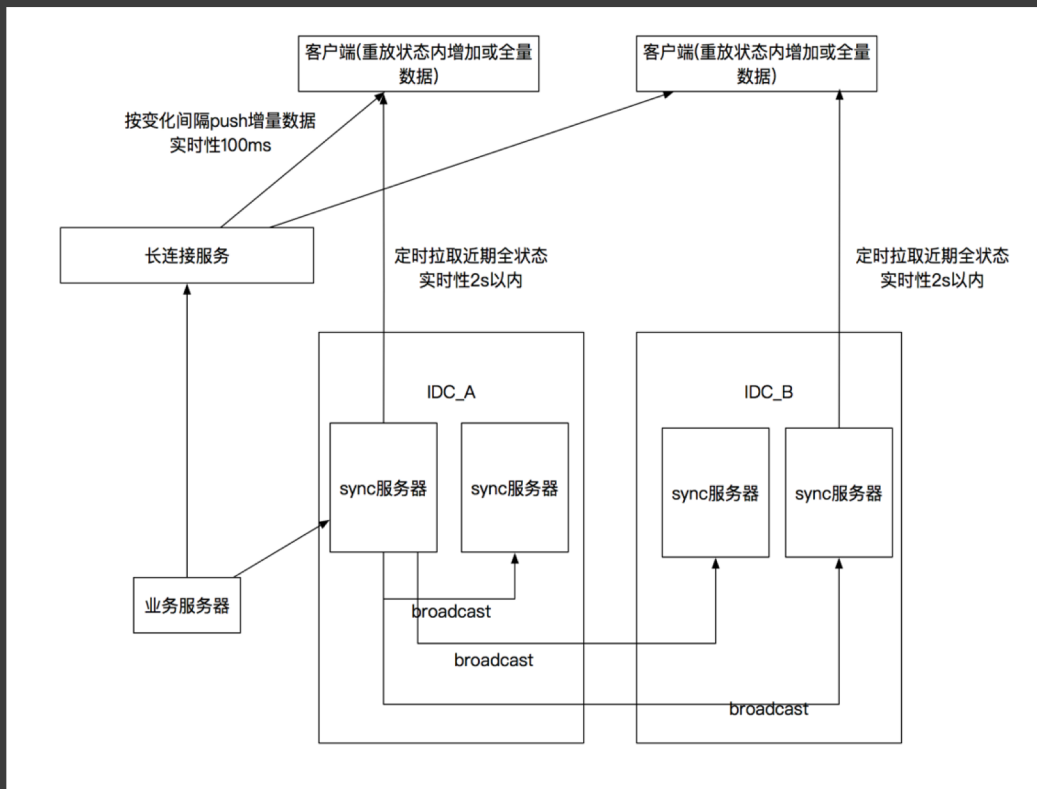 客户端(重放状态内增加或全量
数据)
客户端(重放状态内增加或全量
数据)
按变化间隔push增量数据
实时性100ms
长连接服务
定时拉取近期全状态
实时性2s以内
定时拉取近期全状态
实时性2s以内
IDC_A
IDC_B
sync服务器
sync服务器
sync服务器
sync服务器
业务服务器
broadcast
broadcast
broadcast